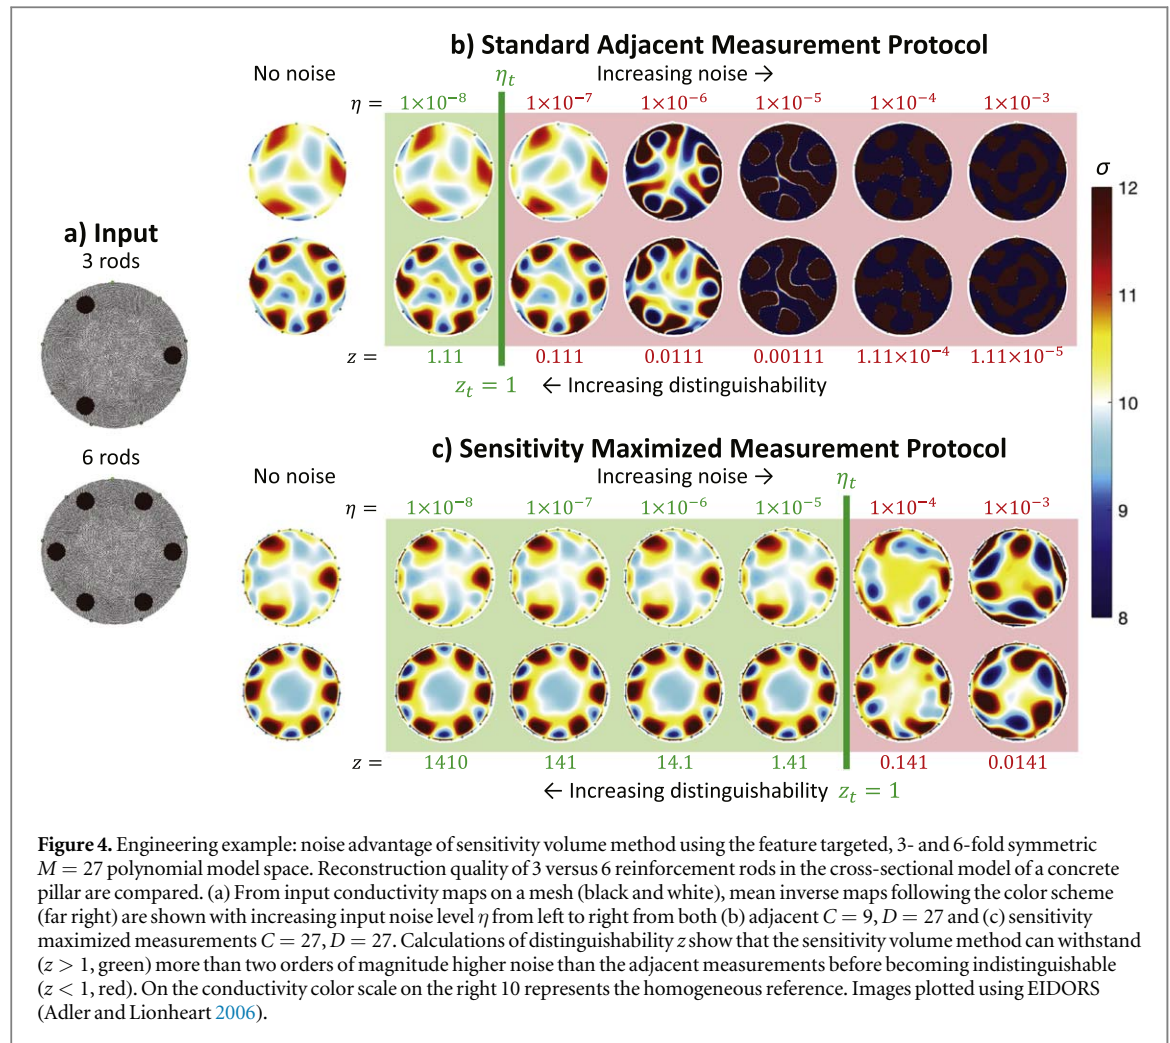 b) Standard Adjacent Measurement Protocol
No noise
η_t
Increasing noise →
η =
1×10⁻⁸
1×10⁻⁷
1×10⁻⁶
1×10⁻⁵
1×10⁻⁴
1×10⁻³
a) Input
3 rods
6 rods
z =
1.11
0.111
0.0111
0.00111
1.11×10⁻⁴
1.11×10⁻⁵
z_t = 1
← Increasing distinguishability
c) Sensitivity Maximized Measurement Protocol
No noise
Increasing noise →
η_t
η =
1×10⁻⁸
1×10⁻⁷
1×10⁻⁶
1×10⁻⁵
1×10⁻⁴
1×10⁻³
z =
1410
141
14.1
1.41
0.141
0.0141
← Increasing distinguishability
z_t = 1
σ
12
11
10
9
8
Figure 4. Engineering example: noise advantage of sensitivity volume method using the feature targeted, 3- and 6-fold symmetric
M = 27 polynomial model space. Reconstruction quality of 3 versus 6 reinforcement rods in the cross-sectional model of a concrete
pillar are compared. (a) From input conductivity maps on a mesh (black and white), mean inverse maps following the color scheme
(far right) are shown with increasing input noise level η from left to right from both (b) adjacent C = 9, D = 27 and (c) sensitivity
maximized measurements C = 27, D = 27. Calculations of distinguishability z show that the sensitivity volume method can withstand
(z > 1, green) more than two orders of magnitude higher noise than the adjacent measurements before becoming indistinguishable
(z < 1, red). On the conductivity color scale on the right 10 represents the homogeneous reference. Images plotted using EIDORS
(Adler and Lionheart 2006).